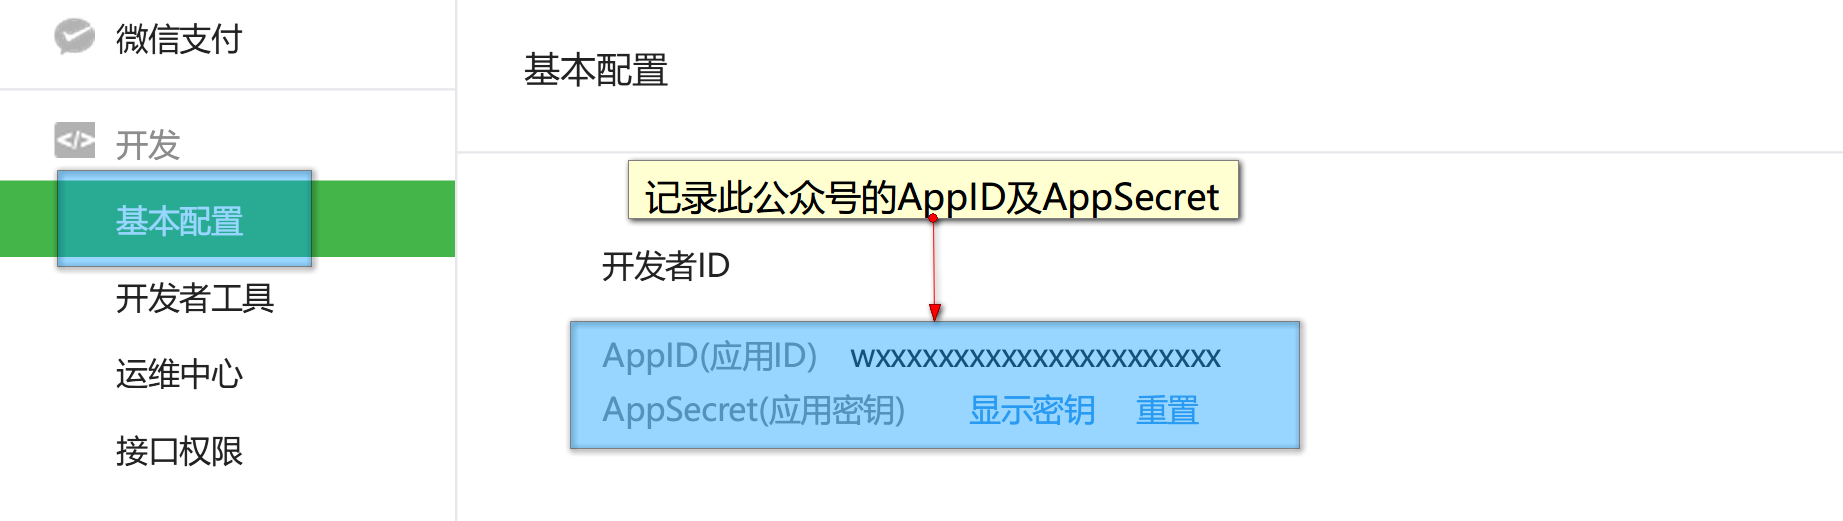 微信支付
</>
开发
基本配置
开发者工具
运维中心
接口权限
基本配置
记录此公众号的AppID及AppSecret
开发者ID
AppID(应用ID) wxxxxxxxxxxxxxxxxxxxxxxx
AppSecret(应用密钥) 显示密钥 重置